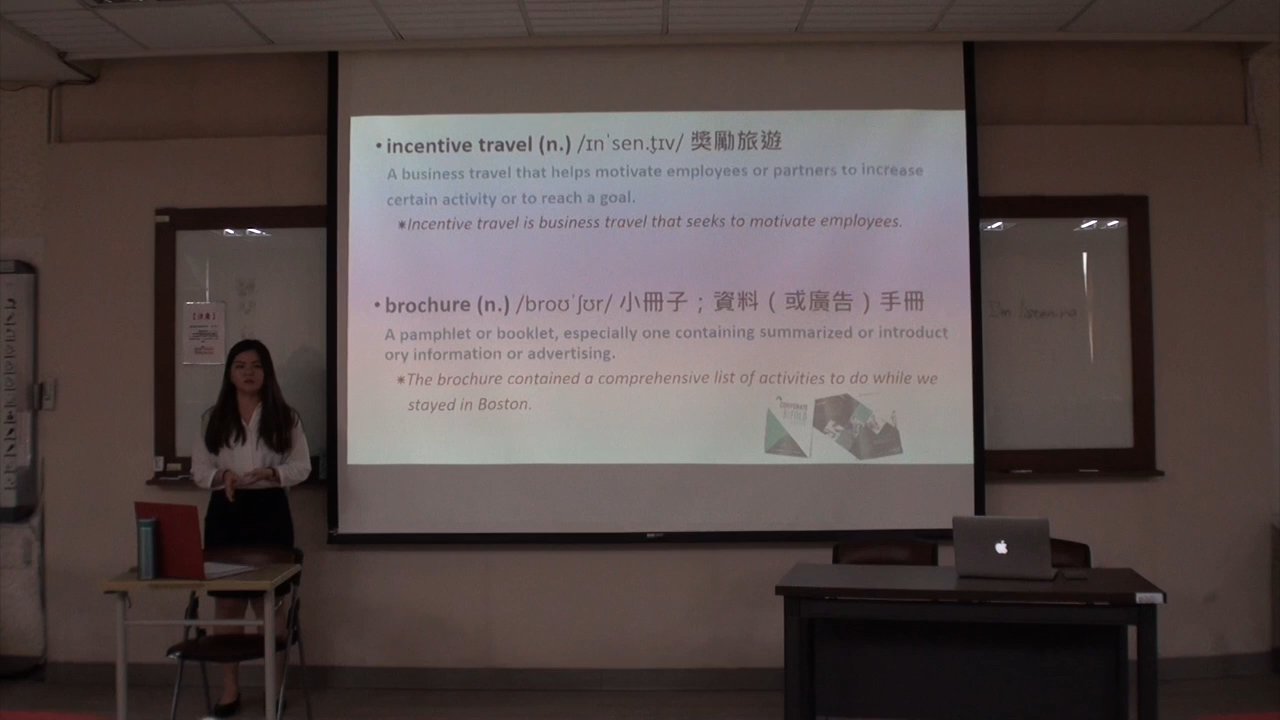 • incentive travel (n.) /ɪnˈsen.t̬ɪv/ 獎勵旅遊
A business travel that helps motivate employees or partners to increase
certain activity or to reach a goal.
✷Incentive travel is business travel that seeks to motivate employees.
• brochure (n.) /broʊˈʃʊr/ 小冊子；資料（或廣告）手冊
A pamphlet or booklet, especially one containing summarized or introduct
ory information or advertising.
✷The brochure contained a comprehensive list of activities to do while we
stayed in Boston.
CORPORATE
BIFOLD
I'm listening